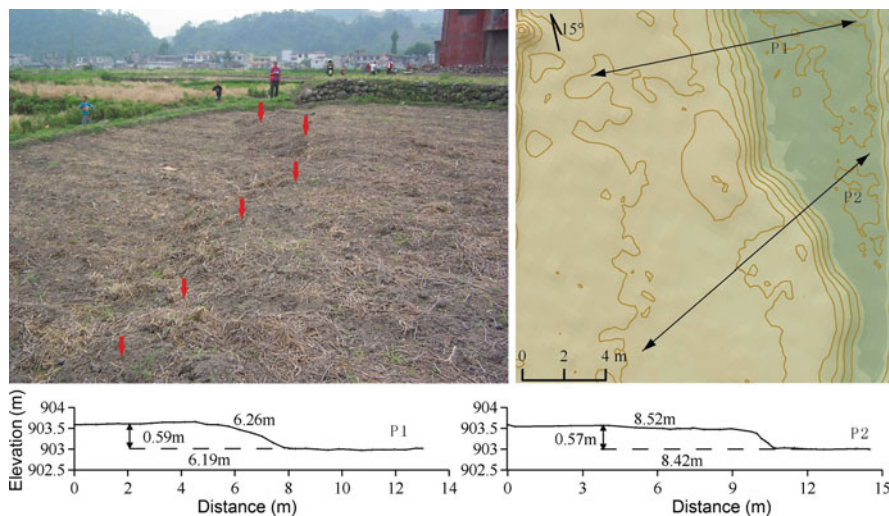 15°
P1
P2
0 2 4 m
Elevation (m)
904
903.5
903
902.5
6.26m
0.59m
6.19m
P1
0 2 4 6 8 10 12 14
Distance (m)
904
903.5
903
902.5
8.52m
0.57m
8.42m
P2
0 3 6 9 12 15
Distance (m)